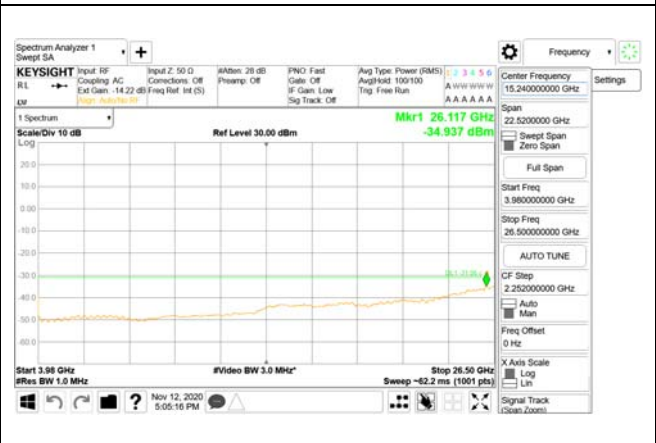 Spectrum Analyzer 1
Swept SA
Frequency
KEYSIGHT
Input: RF
Coupling: AC
Ext Gain: -14.22 dB
Align: Auto/No RF
Input Z: 50 Ω
Corrections: Off
Freq Ref: Int (S)
#Atten: 28 dB
Preamp: Off
PNO: Fast
Gate: Off
IF Gain: Low
Sig Track: Off
Avg Type: Power (RMS)
Avg|Hold: 100/100
Trig: Free Run
1 2 3 4 5 6
A W W W W W
A A A A A A
R L
1 Spectrum
Scale/Div 10 dB
Log
Ref Level 30.00 dBm
Mkr1 26.117 GHz
-34.937 dBm
20.0
10.0
0.00
-10.0
-20.0
-30.0
-40.0
-50.0
-60.0
Start 3.98 GHz
#Res BW 1.0 MHz
#Video BW 3.0 MHz*
Stop 26.50 GHz
Sweep ~62.2 ms (1001 pts)
Nov 12, 2020
5:05:16 PM
Center Frequency
15.240000000 GHz
Settings
Span
22.5200000 GHz
Swept Span
Zero Span
Full Span
Start Freq
3.980000000 GHz
Stop Freq
26.500000000 GHz
AUTO TUNE
CF Step
2.252000000 GHz
Auto
Man
Freq Offset
0 Hz
X Axis Scale
Log
Lin
Signal Track
(Span Zoom)